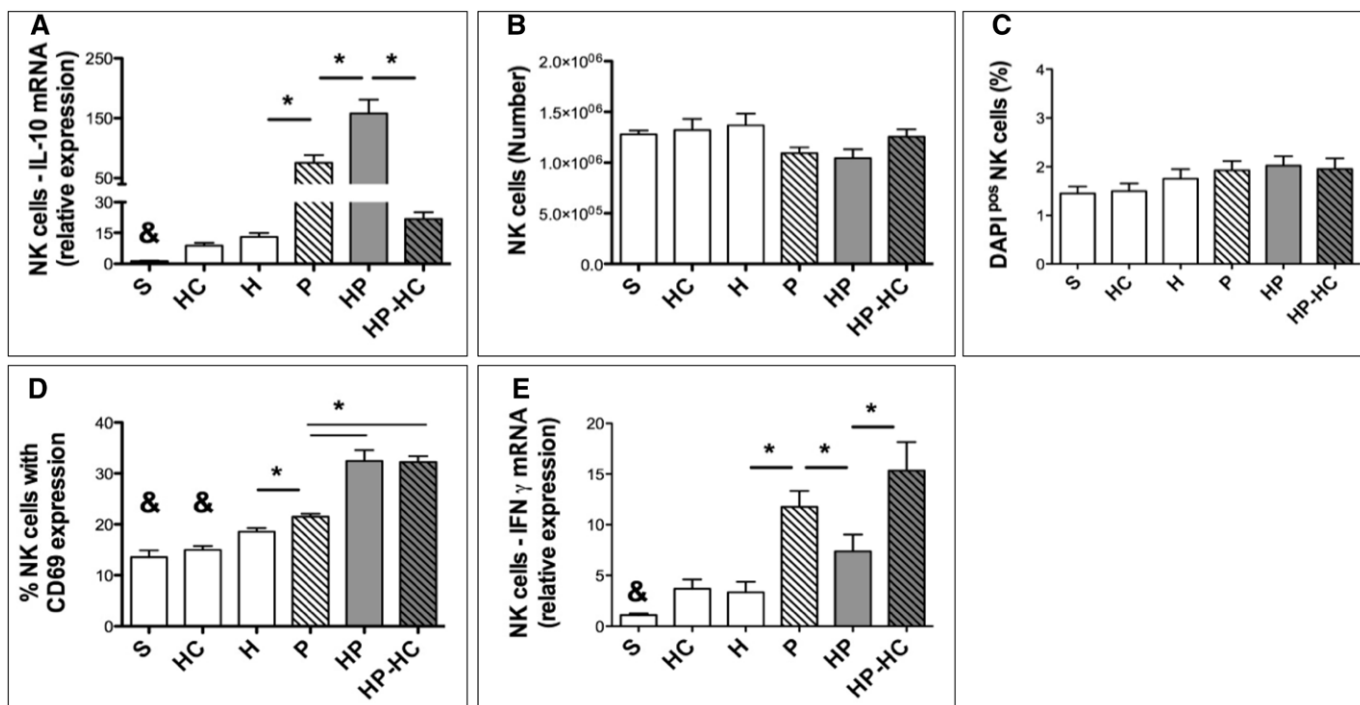 A
NK cells - IL-10 mRNA
(relative expression)
250
150
50
30
15
0
&
*
*
*
S
HC
H
P
HP
HP-HC
B
NK cells (Number)
2.0×10⁰⁶
1.5×10⁰⁶
1.0×10⁰⁶
5.0×10⁰⁵
0.0
S
HC
H
P
HP
HP-HC
C
DAPI pos NK cells (%)
4
3
2
1
0
S
HC
H
P
HP
HP-HC
D
% NK cells with
CD69 expression
40
30
20
10
0
&
&
*
*
S
HC
H
P
HP
HP-HC
E
NK cells - IFN γ mRNA
(relative expression)
20
15
10
5
0
&
*
*
*
S
HC
H
P
HP
HP-HC